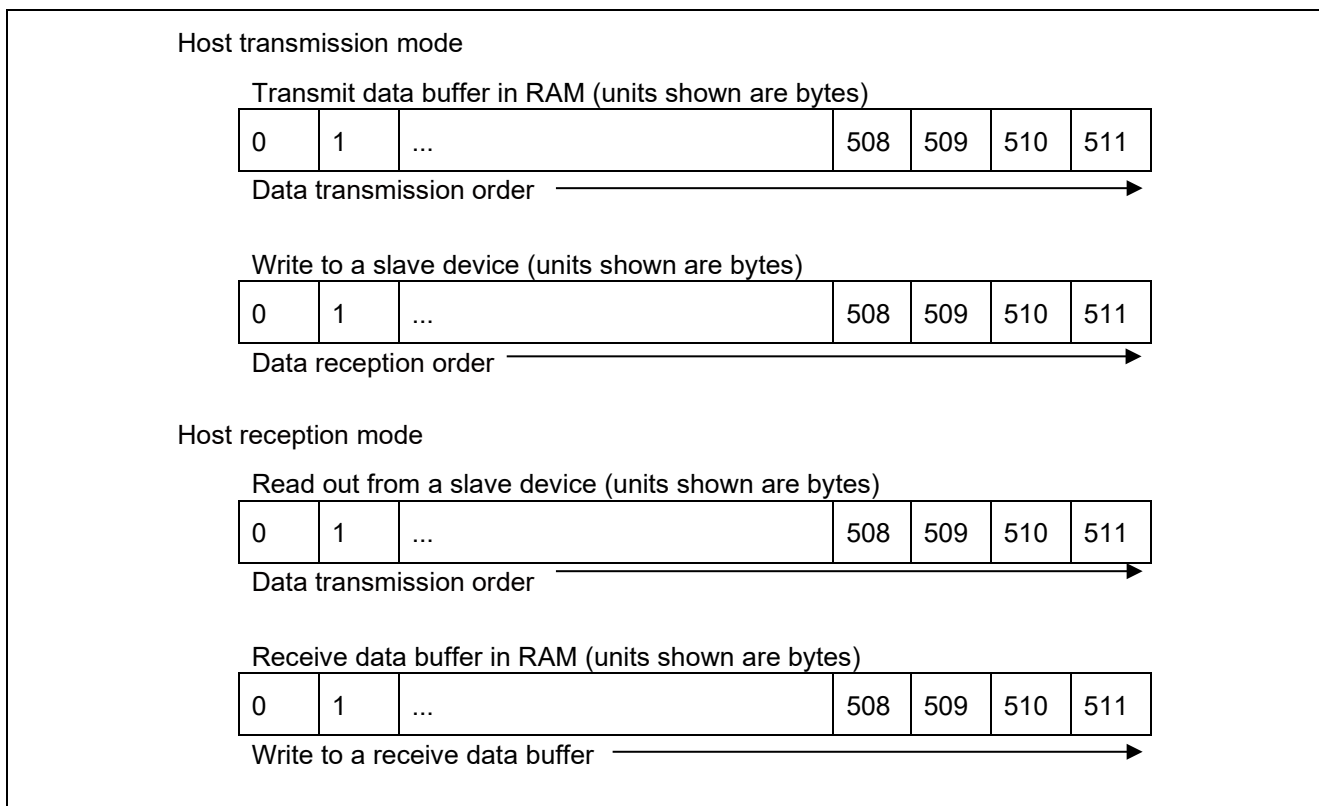 Host transmission mode
Transmit data buffer in RAM (units shown are bytes)
0 1 ... 508 509 510 511
Data transmission order
Write to a slave device (units shown are bytes)
0 1 ... 508 509 510 511
Data reception order
Host reception mode
Read out from a slave device (units shown are bytes)
0 1 ... 508 509 510 511
Data transmission order
Receive data buffer in RAM (units shown are bytes)
0 1 ... 508 509 510 511
Write to a receive data buffer